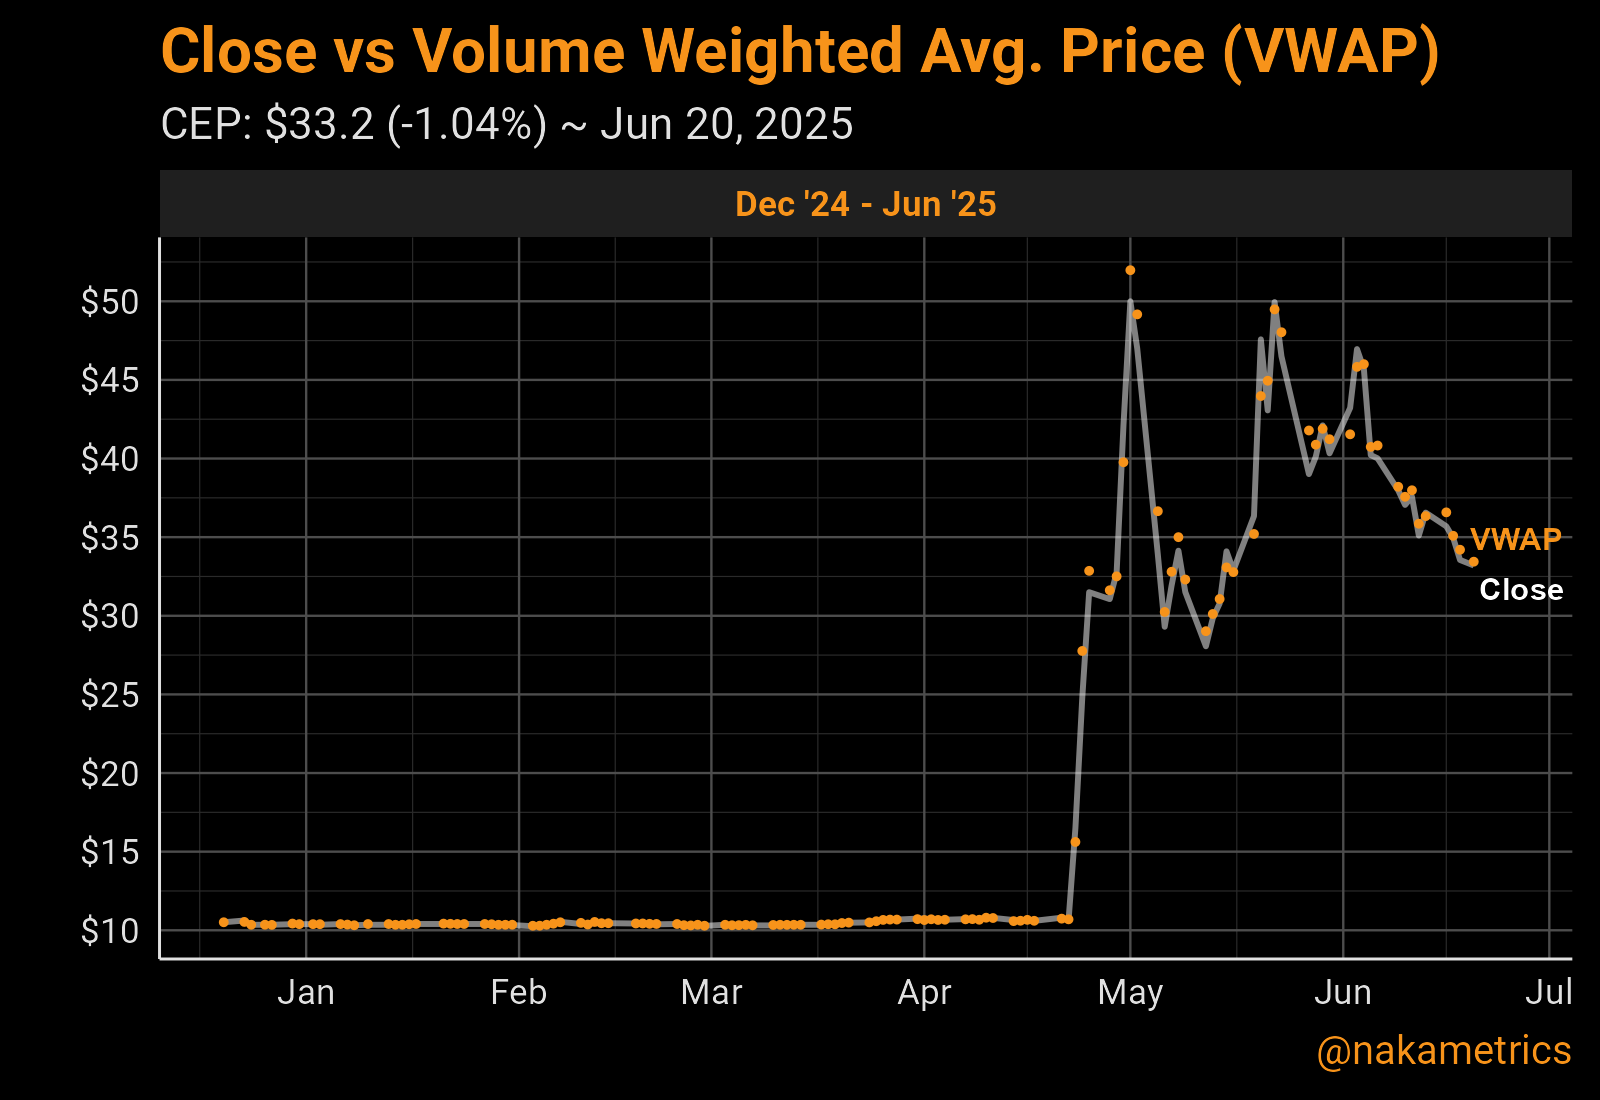 Close vs Volume Weighted Avg. Price (VWAP)
CEP: $33.2 (-1.04%) ~ Jun 20, 2025
Dec '24 - Jun '25
$50
$45
$40
$35
$30
$25
$20
$15
$10
VWAP
Close
Jan Feb Mar Apr May Jun Jul
@nakametrics